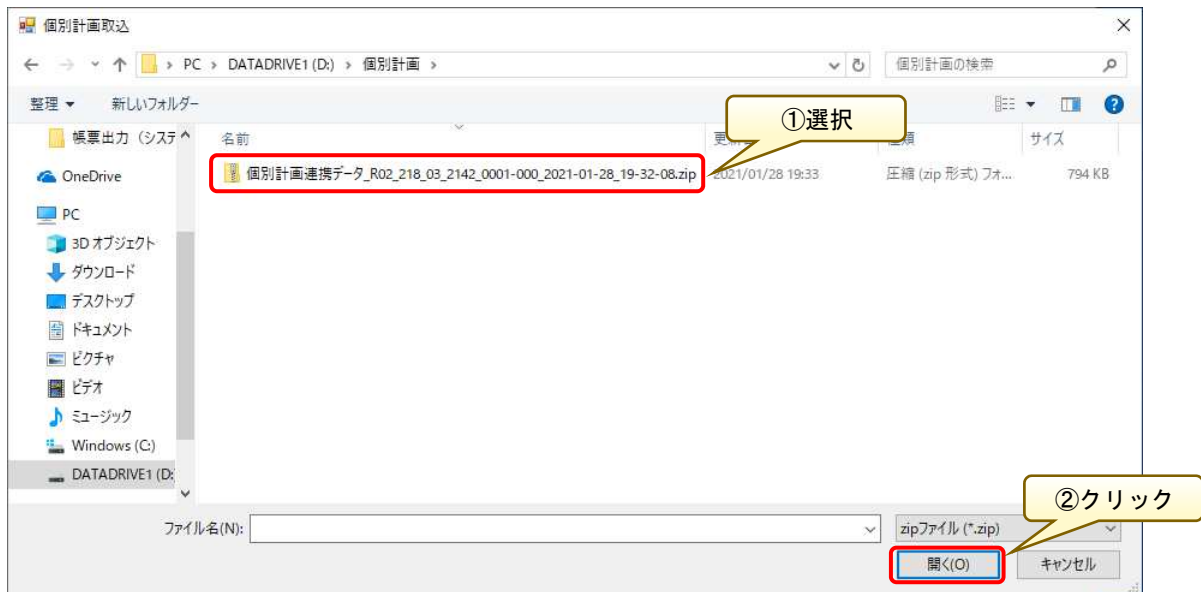 個別計画取込
PC › DATADRIVE1 (D:) › 個別計画 ›
個別計画の検索
整理 ▼ 新しいフォルダー
①選択
帳票出力（システ
名前
サイズ
個別計画連携データ_R02_218_03_2142_0001-000_2021-01-28_19-32-08.zip 2021/01/28 19:33 圧縮 (zip 形式) フォ... 794 KB
OneDrive
PC
3D オブジェクト
ダウンロード
デスクトップ
ドキュメント
ピクチャ
ビデオ
ミュージック
Windows (C:)
DATADRIVE1 (D:
②クリック
ファイル名(N):
zipファイル (*.zip)
開く(O) キャンセル